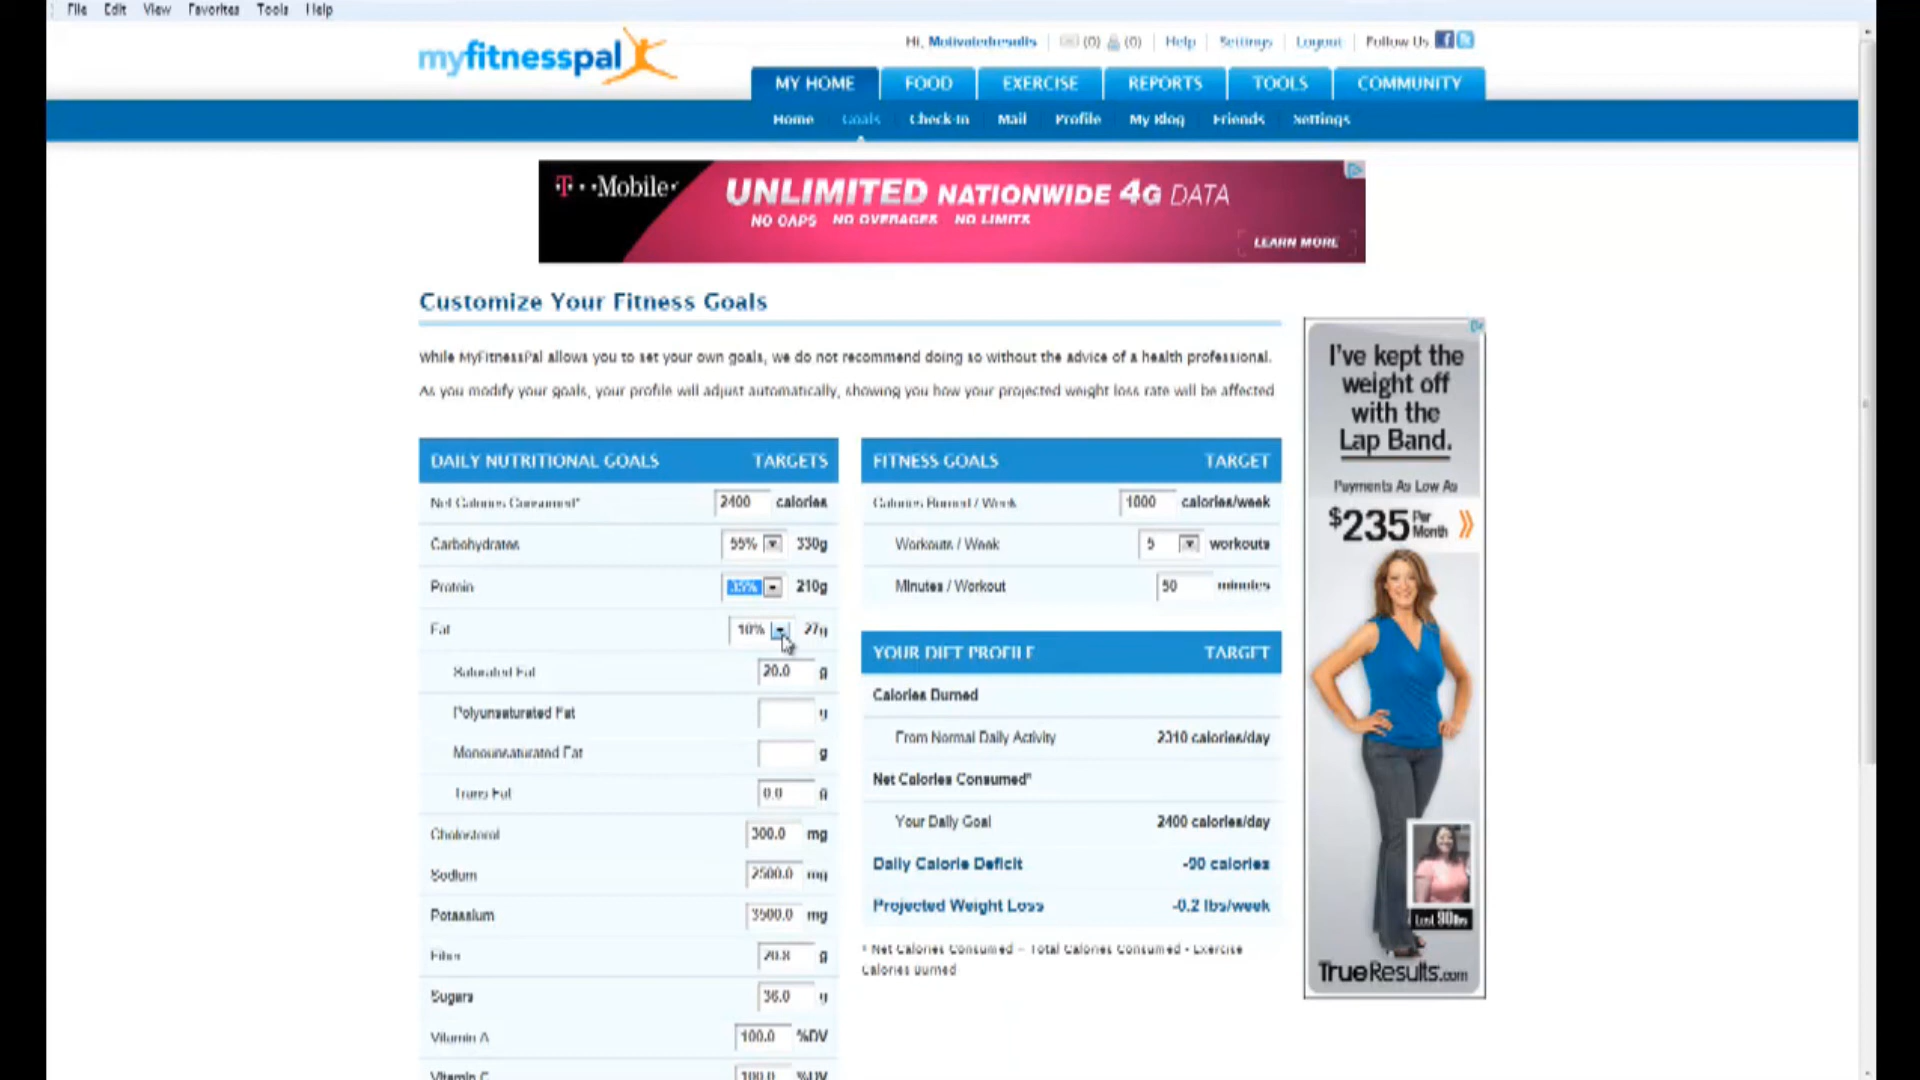 File Edit View Favorites Tools Help
myfitnesspal
Hi, Motivatedresults (0) (0) Help Settings Logout Follow Us
MY HOME FOOD EXERCISE REPORTS TOOLS COMMUNITY
Home Goals Check-In Mail Profile My Blog Friends Settings
T··Mobile·
UNLIMITED NATIONWIDE 4G DATA
NO CAPS NO OVERAGES NO LIMITS
LEARN MORE
Customize Your Fitness Goals
While MyFitnessPal allows you to set your own goals, we do not recommend doing so without the advice of a health professional.
As you modify your goals, your profile will adjust automatically, showing you how your projected weight loss rate will be affected
DAILY NUTRITIONAL GOALS TARGETS
Net Calories Consumed* 2400 calories
Carbohydrates 55% 330g
Protein 35% 210g
Fat 10% 27g
Saturated Fat 20.0 g
Polyunsaturated Fat g
Monounsaturated Fat g
Trans Fat 0.0 g
Cholesterol 300.0 mg
Sodium 2500.0 mg
Potassium 3500.0 mg
Fiber 20.8 g
Sugars 36.0 g
Vitamin A 100.0 %DV
Vitamin C 100.0 %DV
FITNESS GOALS TARGET
Calories Burned / Week 1000 calories/week
Workouts / Week 5 workouts
Minutes / Workout 50 minutes
YOUR DIET PROFILE TARGET
Calories Burned
From Normal Daily Activity 2310 calories/day
Net Calories Consumed*
Your Daily Goal 2400 calories/day
Daily Calorie Deficit -90 calories
Projected Weight Loss -0.2 lbs/week
* Net Calories Consumed = Total Calories Consumed - Exercise
Calories Burned
I've kept the
weight off
with the
Lap Band.
Payments As Low As
$235 Per Month
Lost 90lbs
TrueResults.com